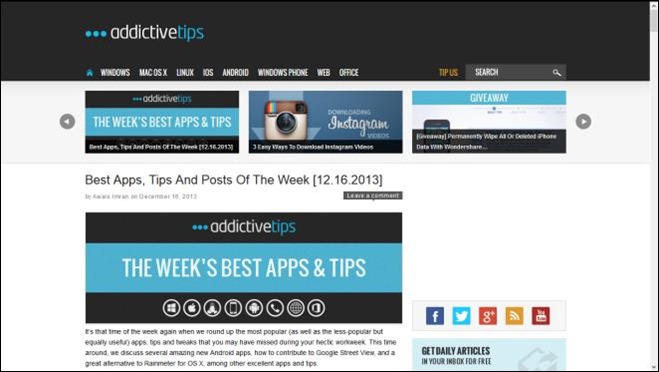 addictivetips
WINDOWS MAC OS X LINUX IOS ANDROID WINDOWS PHONE WEB OFFICE TIP US SEARCH
addictivetips
THE WEEK'S BEST APPS & TIPS
Best Apps, Tips And Posts Of The Week [12.16.2013]
DOWNLOADING
Instagram
VIDEOS
3 Easy Ways To Download Instagram Videos
GIVEAWAY
[Giveaway] Permanently Wipe All Or Deleted iPhone
Data With Wondershare...
Best Apps, Tips And Posts Of The Week [12.16.2013]
by Awais Imran on December 16, 2013
Leave a comment
addictivetips
THE WEEK'S BEST APPS & TIPS
It's that time of the week again when we round up the most popular (as well as the less-popular but
equally useful) apps, tips and tweaks that you may have missed during your hectic workweek. This time
around, we discuss several amazing new Android apps, how to contribute to Google Street View, and a
great alternative to Rainmeter for OS X, among other excellent apps and tips.
You
Tube
GET DAILY ARTICLES
IN YOUR INBOX FOR FREE